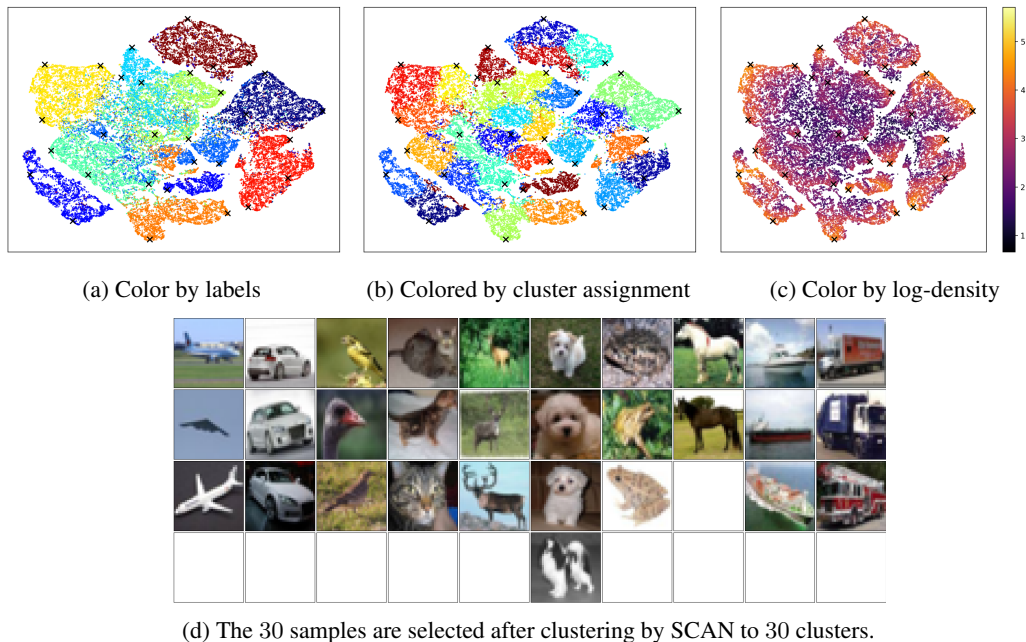 5
4
3
2
1
(a) Color by labels
(b) Colored by cluster assignment
(c) Color by log-density
(d) The 30 samples are selected after clustering by SCAN to 30 clusters.